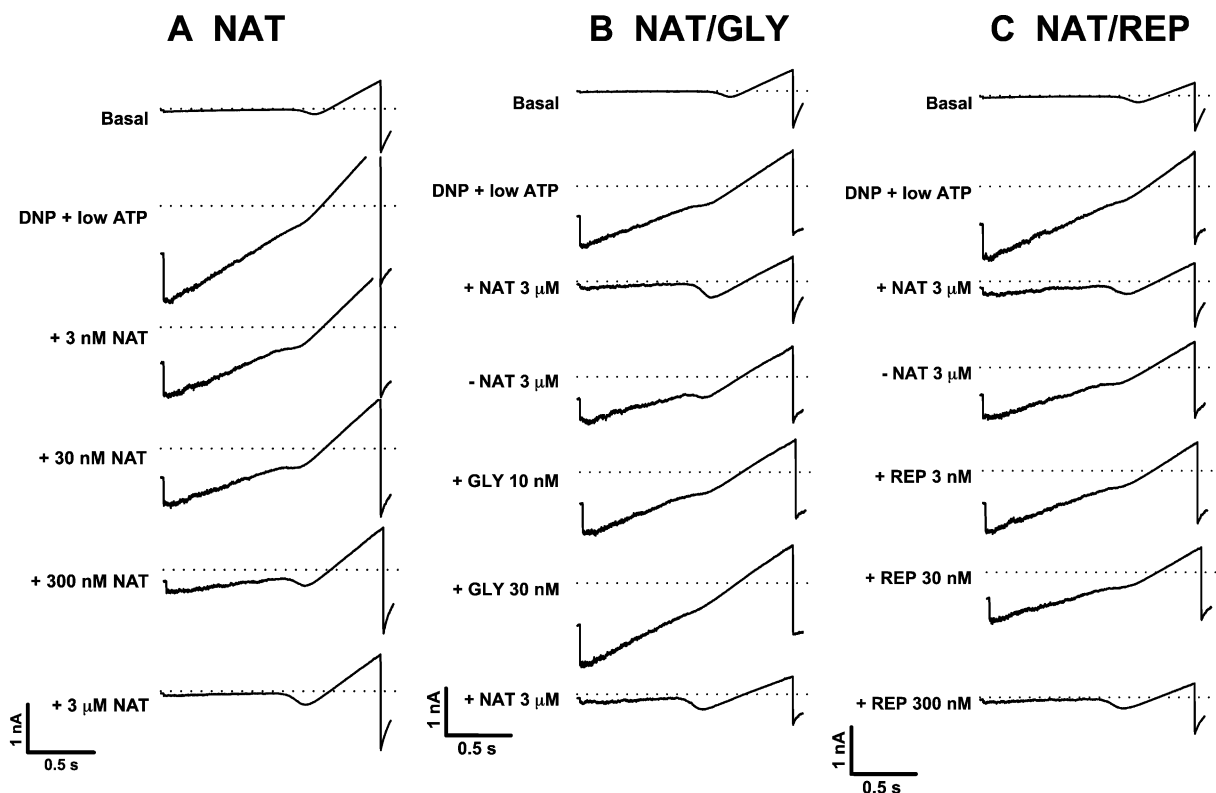 A NAT
Basal
DNP + low ATP
+ 3 nM NAT
+ 30 nM NAT
+ 300 nM NAT
+ 3 μM NAT
1 nA
0.5 s
B NAT/GLY
Basal
DNP + low ATP
+ NAT 3 μM
- NAT 3 μM
+ GLY 10 nM
+ GLY 30 nM
+ NAT 3 μM
1 nA
0.5 s
C NAT/REP
Basal
DNP + low ATP
+ NAT 3 μM
- NAT 3 μM
+ REP 3 nM
+ REP 30 nM
+ REP 300 nM
1 nA
0.5 s